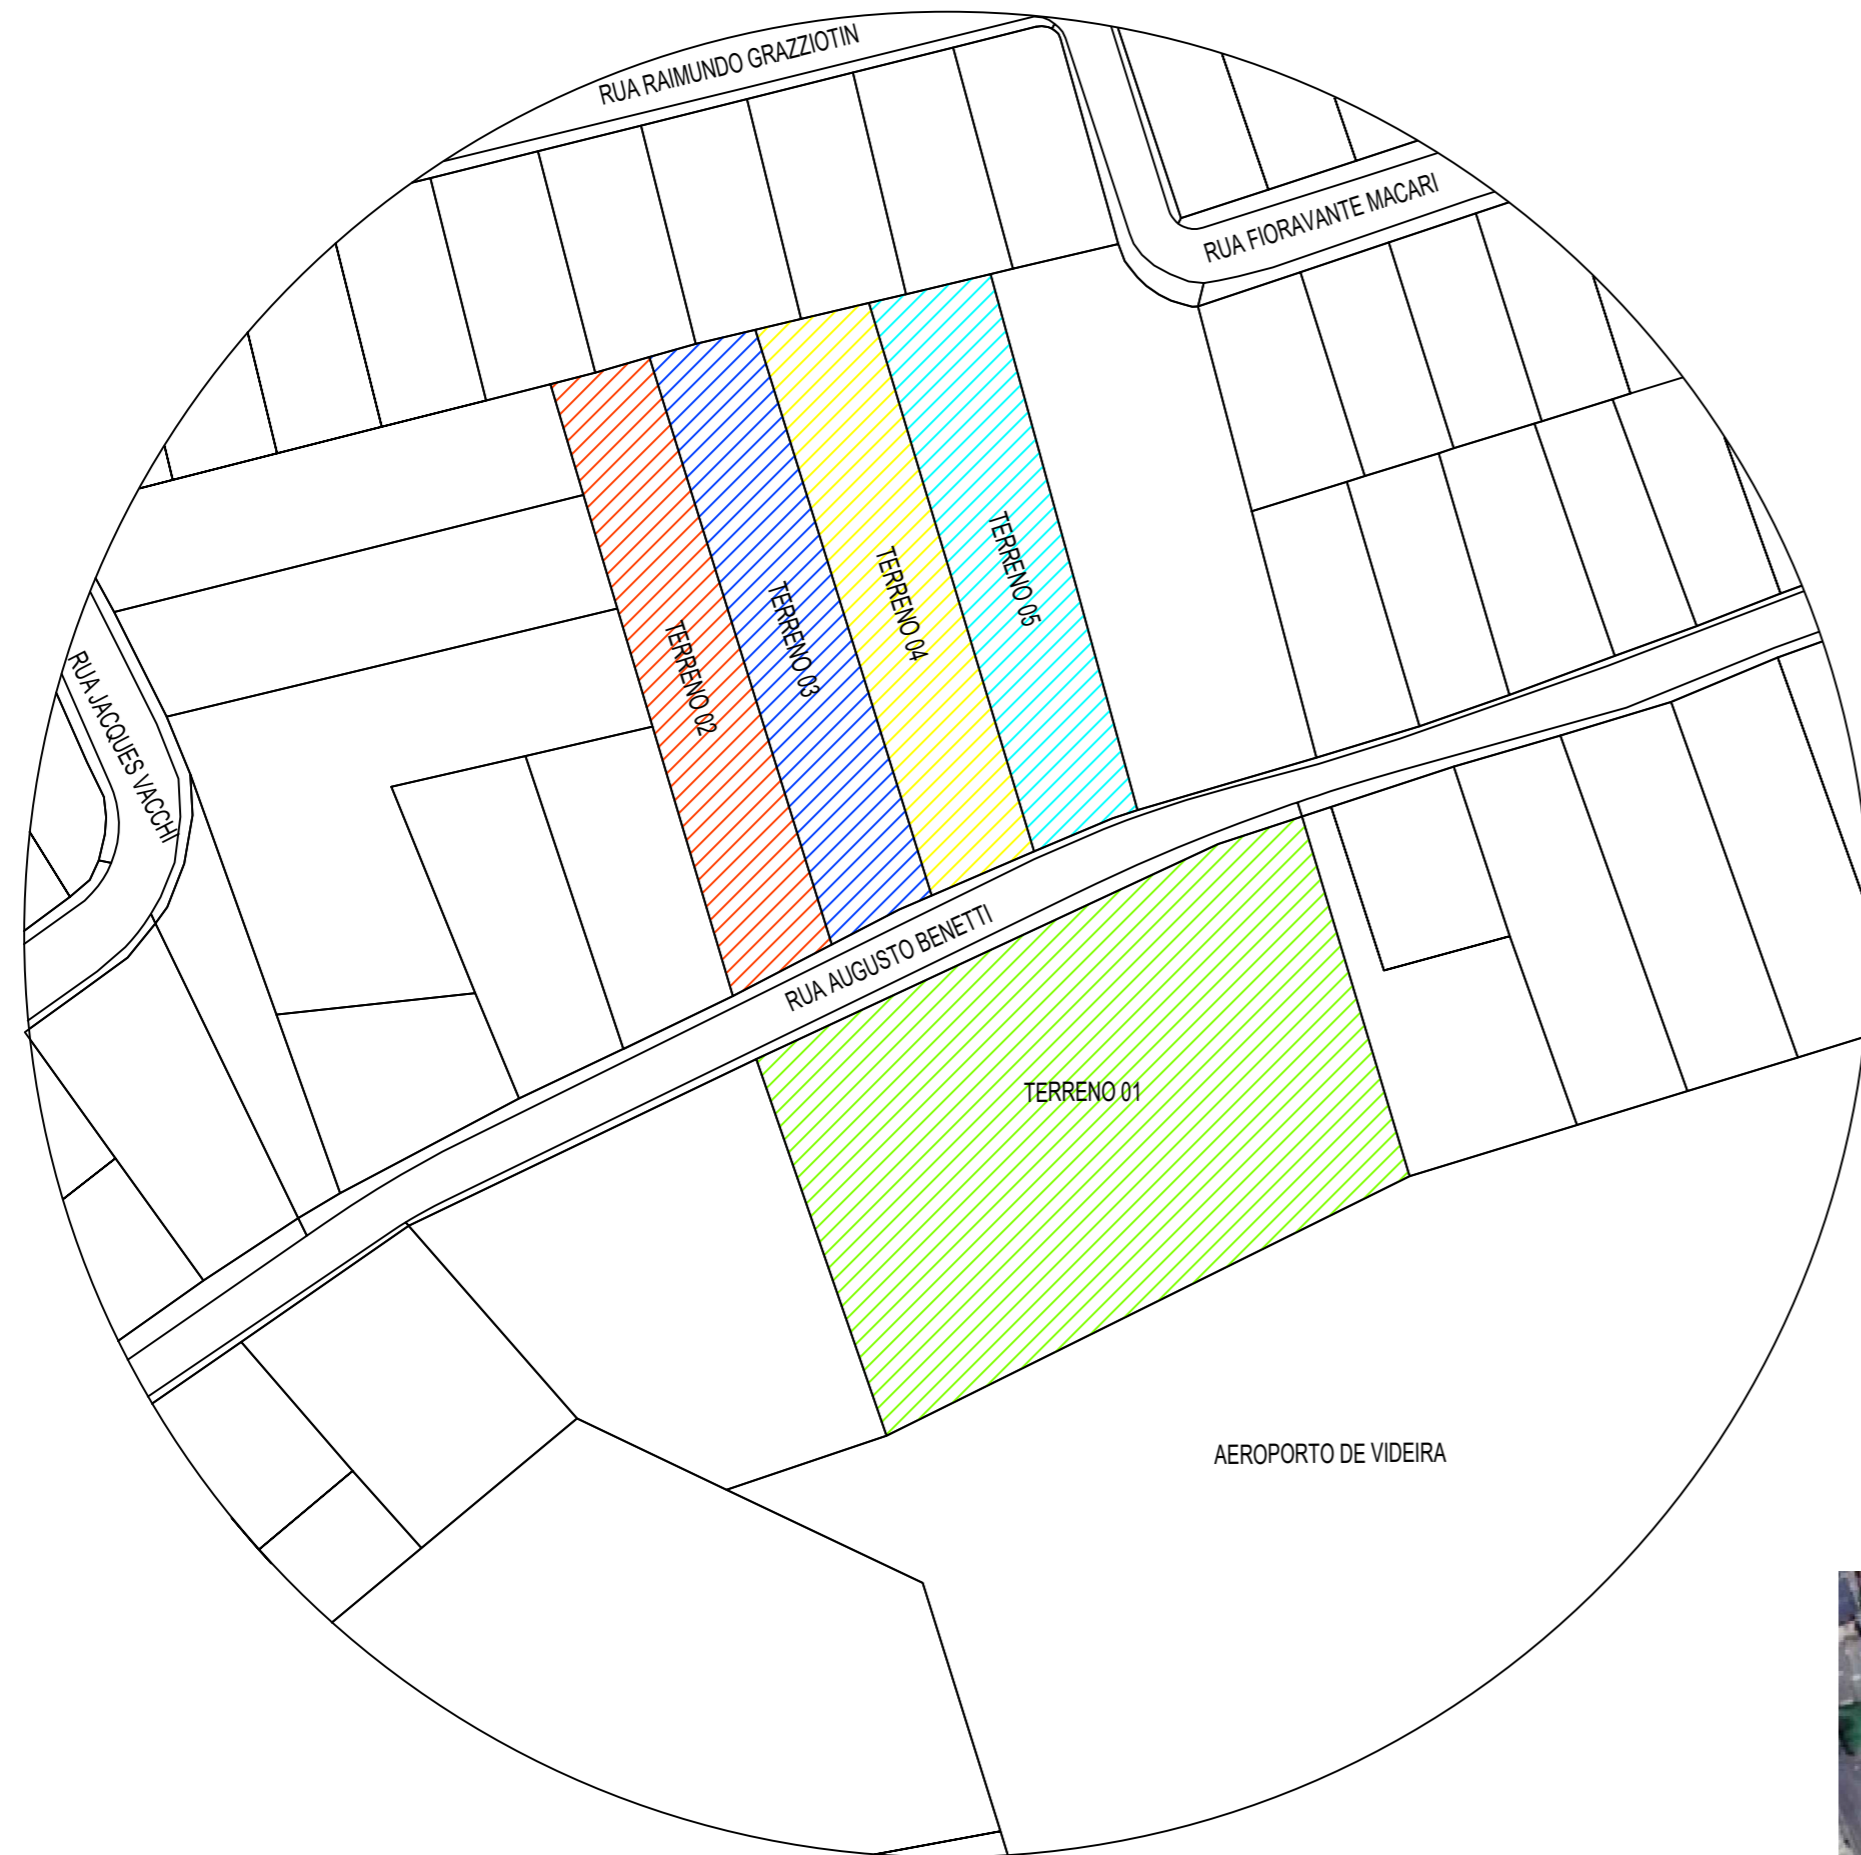 RUA RAIMUNDO GRAZZIOTIN
RUA FIORAVANTE MACARI
TERRENO 05
TERRENO 04
TERRENO 03
TERRENO 02
RUA JACQUES VACCHI
RUA AUGUSTO BENETTI
TERRENO 01
AEROPORTO DE VIDEIRA